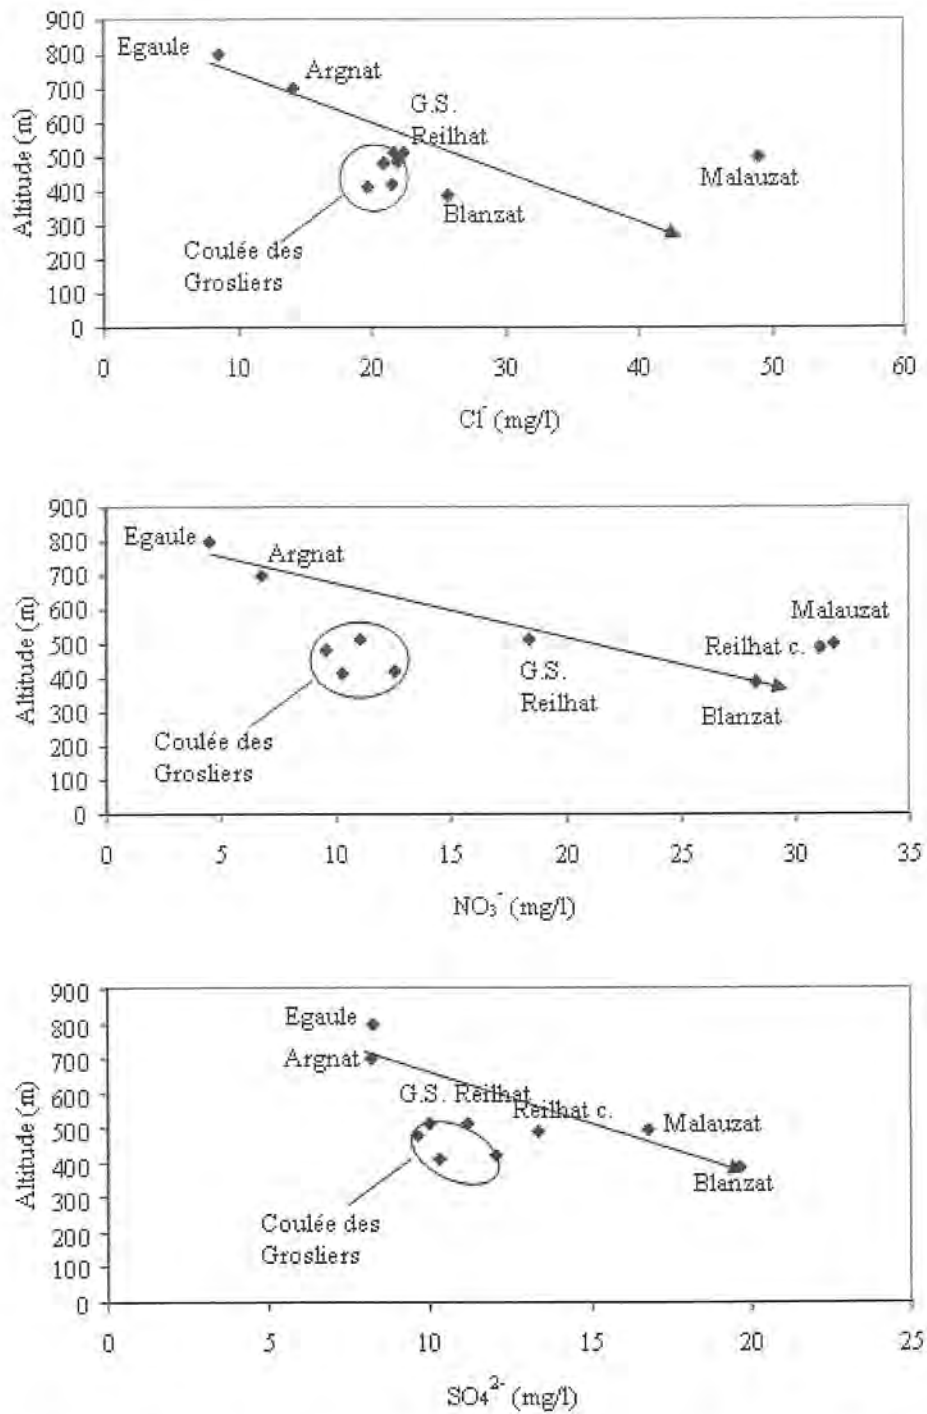 900
800
700
600
500
400
300
200
100
0
Altitude (m)
Egaule
Argnat
G.S.
Reilhat
Malauzat
Blanzat
Coulée des
Grosliers
0 10 20 30 40 50 60
Cl⁻ (mg/l)
900
800
700
600
500
400
300
200
100
0
Altitude (m)
Egaule
Argnat
Malauzat
Reilhat c.
G.S.
Reilhat
Blanzat
Coulée des
Grosliers
0 5 10 15 20 25 30 35
NO₃⁻ (mg/l)
900
800
700
600
500
400
300
200
100
0
Altitude (m)
Egaule
Argnat
G.S. Reilhat
Reilhat c.
Malauzat
Blanzat
Coulée des
Grosliers
0 5 10 15 20 25
SO₄²⁻ (mg/l)